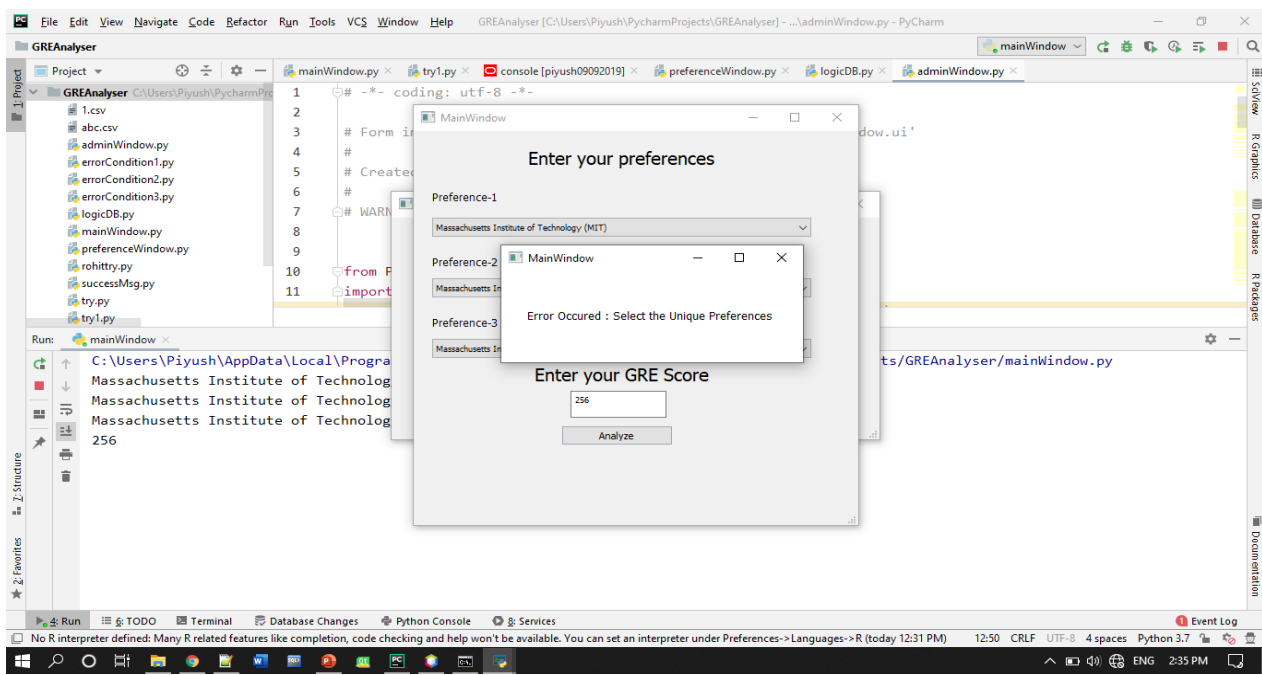 File Edit View Navigate Code Refactor Run Tools VCS Window Help GREAnalyser [C:\Users\Piyush\PycharmProjects\GREAnalyser] - ...\adminWindow.py - PyCharm
GREAnalyser mainWindow
Project mainWindow.py try1.py console [piyush09092019] preferenceWindow.py logicDB.py adminWindow.py
GREAnalyser C:\Users\Piyush\PycharmPrc
1.csv
abc.csv
adminWindow.py
errorCondition1.py
errorCondition2.py
errorCondition3.py
logicDB.py
mainWindow.py
preferenceWindow.py
rohittry.py
successMsg.py
try.py
try1.py
1 # -*- coding: utf-8 -*-
2
3 # Form in dow.ui'
4 #
5 # Created
6 #
7 # WARN
8
9
10 from P
11 import
MainWindow
Enter your preferences
Preference-1
Massachusetts Institute of Technology (MIT)
Preference-2
Massachusetts In
Preference-3
Massachusetts In
MainWindow
Error Occured : Select the Unique Preferences
Enter your GRE Score
256
Analyze
Run: mainWindow
C:\Users\Piyush\AppData\Local\Progra ts/GREAnalyser/mainWindow.py
Massachusetts Institute of Technolog
Massachusetts Institute of Technolog
Massachusetts Institute of Technolog
256
1: Project
7: Structure
2: Favorites
SciView
R Graphics
Database
R Packages
Documentation
4: Run 6: TODO Terminal Database Changes Python Console 8: Services 1 Event Log
No R interpreter defined: Many R related features like completion, code checking and help won't be available. You can set an interpreter under Preferences->Languages->R (today 12:31 PM) 12:50 CRLF UTF-8 4 spaces Python 3.7
ENG 2:35 PM